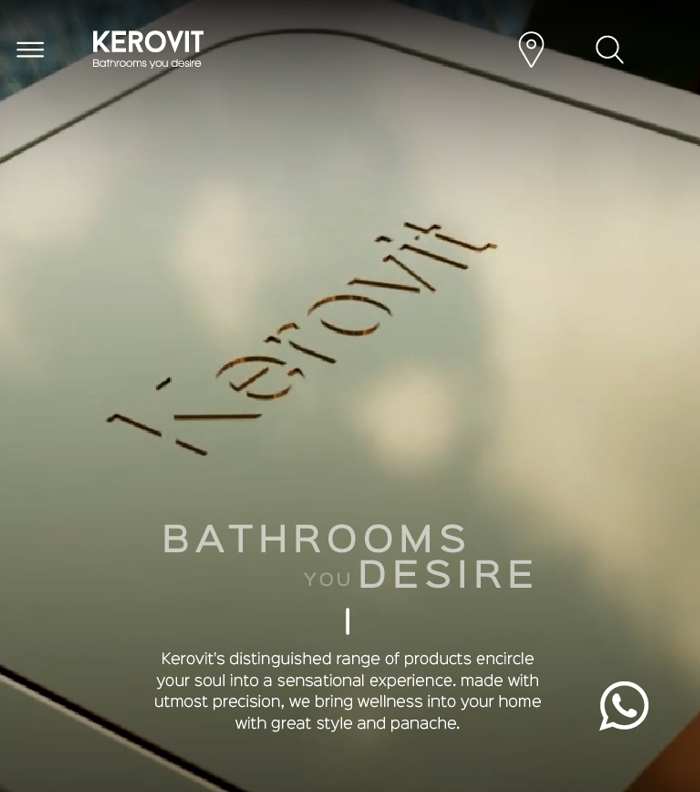 KEROVIT
Bathrooms you desire
Kerovit
BATHROOMS
YOU DESIRE
Kerovit's distinguished range of products encircle
your soul into a sensational experience. made with
utmost precision, we bring wellness into your home
with great style and panache.